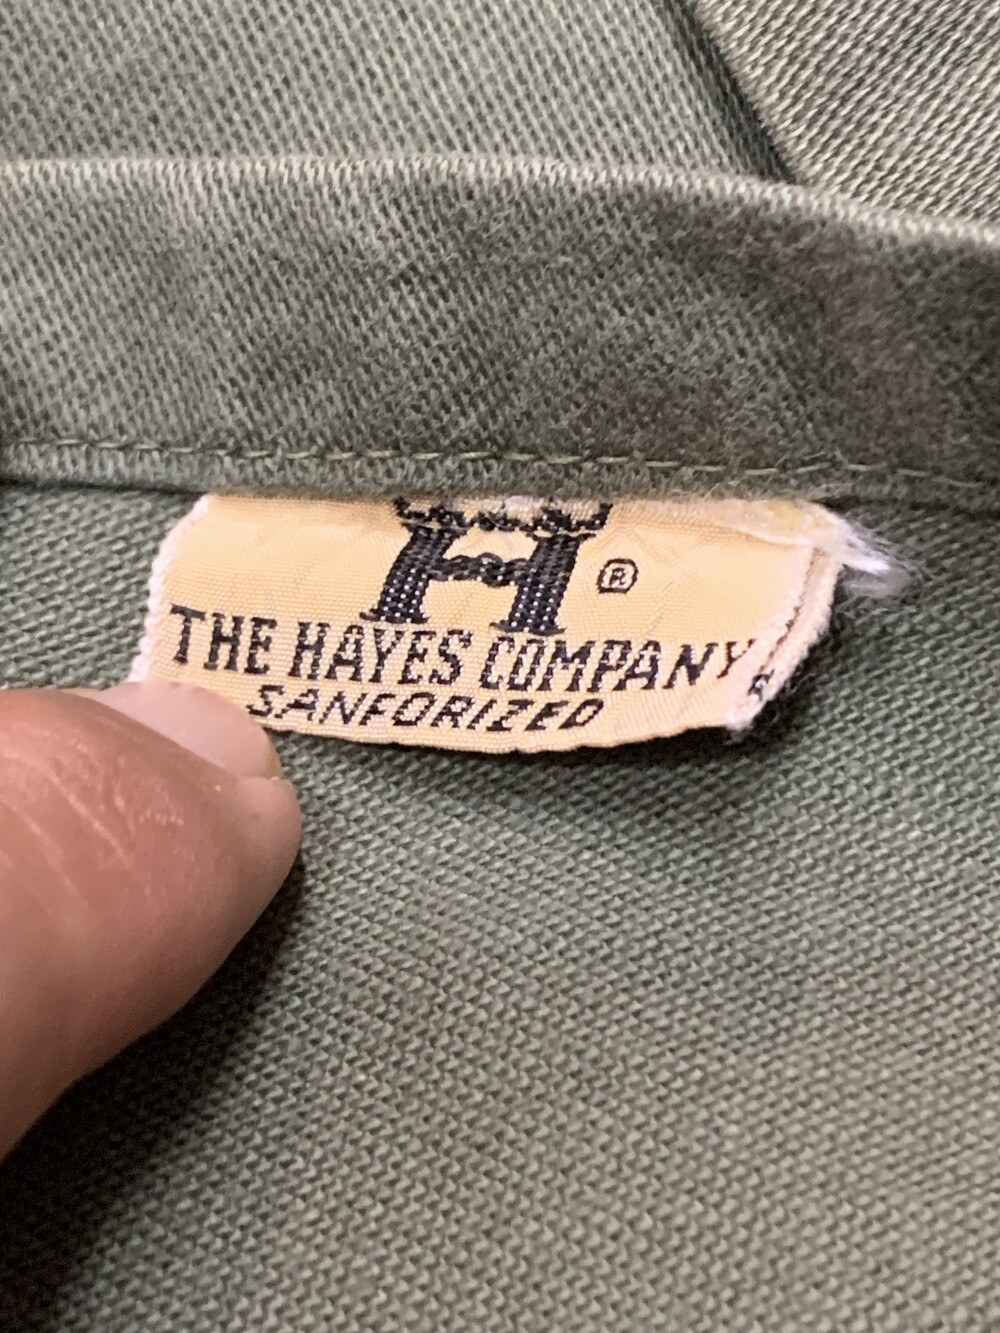 H ®
THE HAYES COMPANY
SANFORIZED